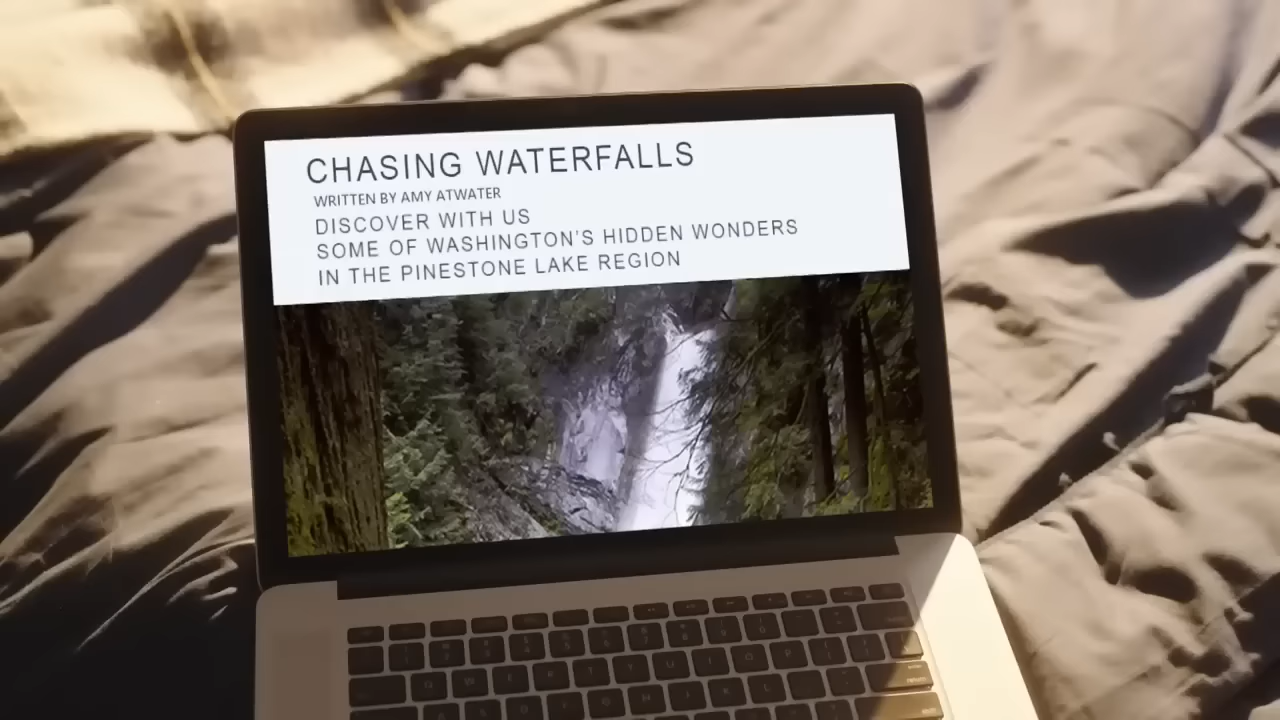 CHASING WATERFALLS
WRITTEN BY AMY ATWATER
DISCOVER WITH US
SOME OF WASHINGTON'S HIDDEN WONDERS
IN THE PINESTONE LAKE REGION